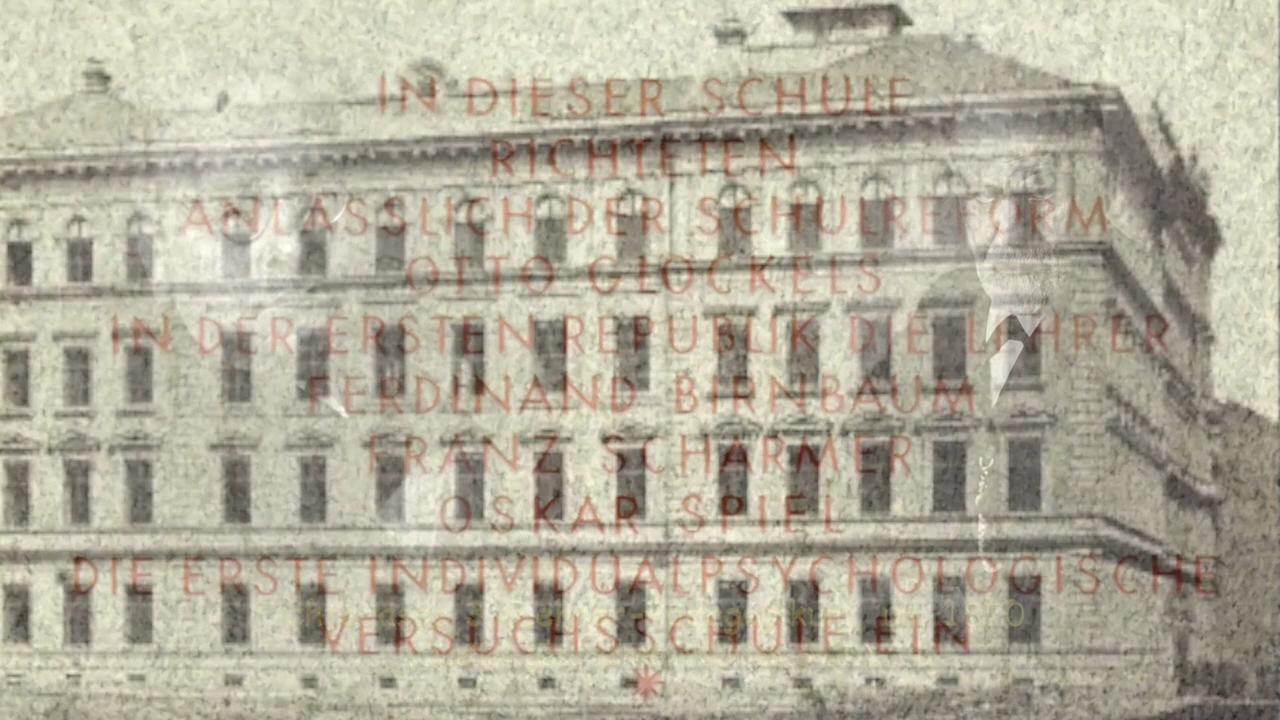 IN DIESER SCHULE
RICHTETEN
ANLÄSSLICH DER SCHULREFORM
OTTO GLÖCKELS
IN DER ERSTEN REPUBLIK DIE LEHRER
FERDINAND BIRNBAUM
FRANZ SCHARMER
OSKAR SPIEL
DIE ERSTE INDIVIDUALPSYCHOLOGISCHE
VERSUCHSSCHULE EIN